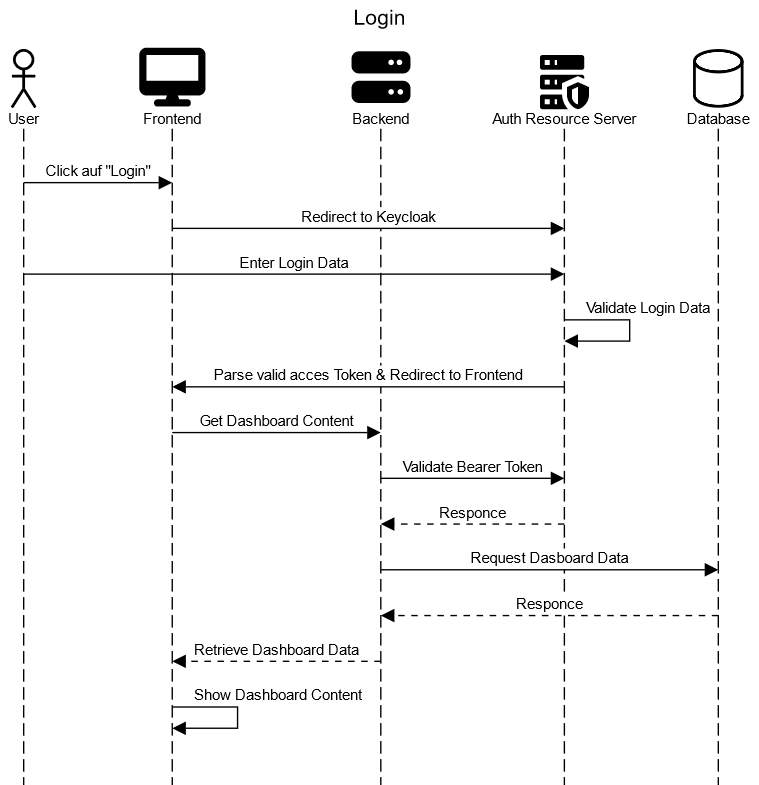 Login
User
Frontend
Backend
Auth Resource Server
Database
Click auf "Login"
Redirect to Keycloak
Enter Login Data
Validate Login Data
Parse valid acces Token & Redirect to Frontend
Get Dashboard Content
Validate Bearer Token
Responce
Request Dasboard Data
Responce
Retrieve Dashboard Data
Show Dashboard Content